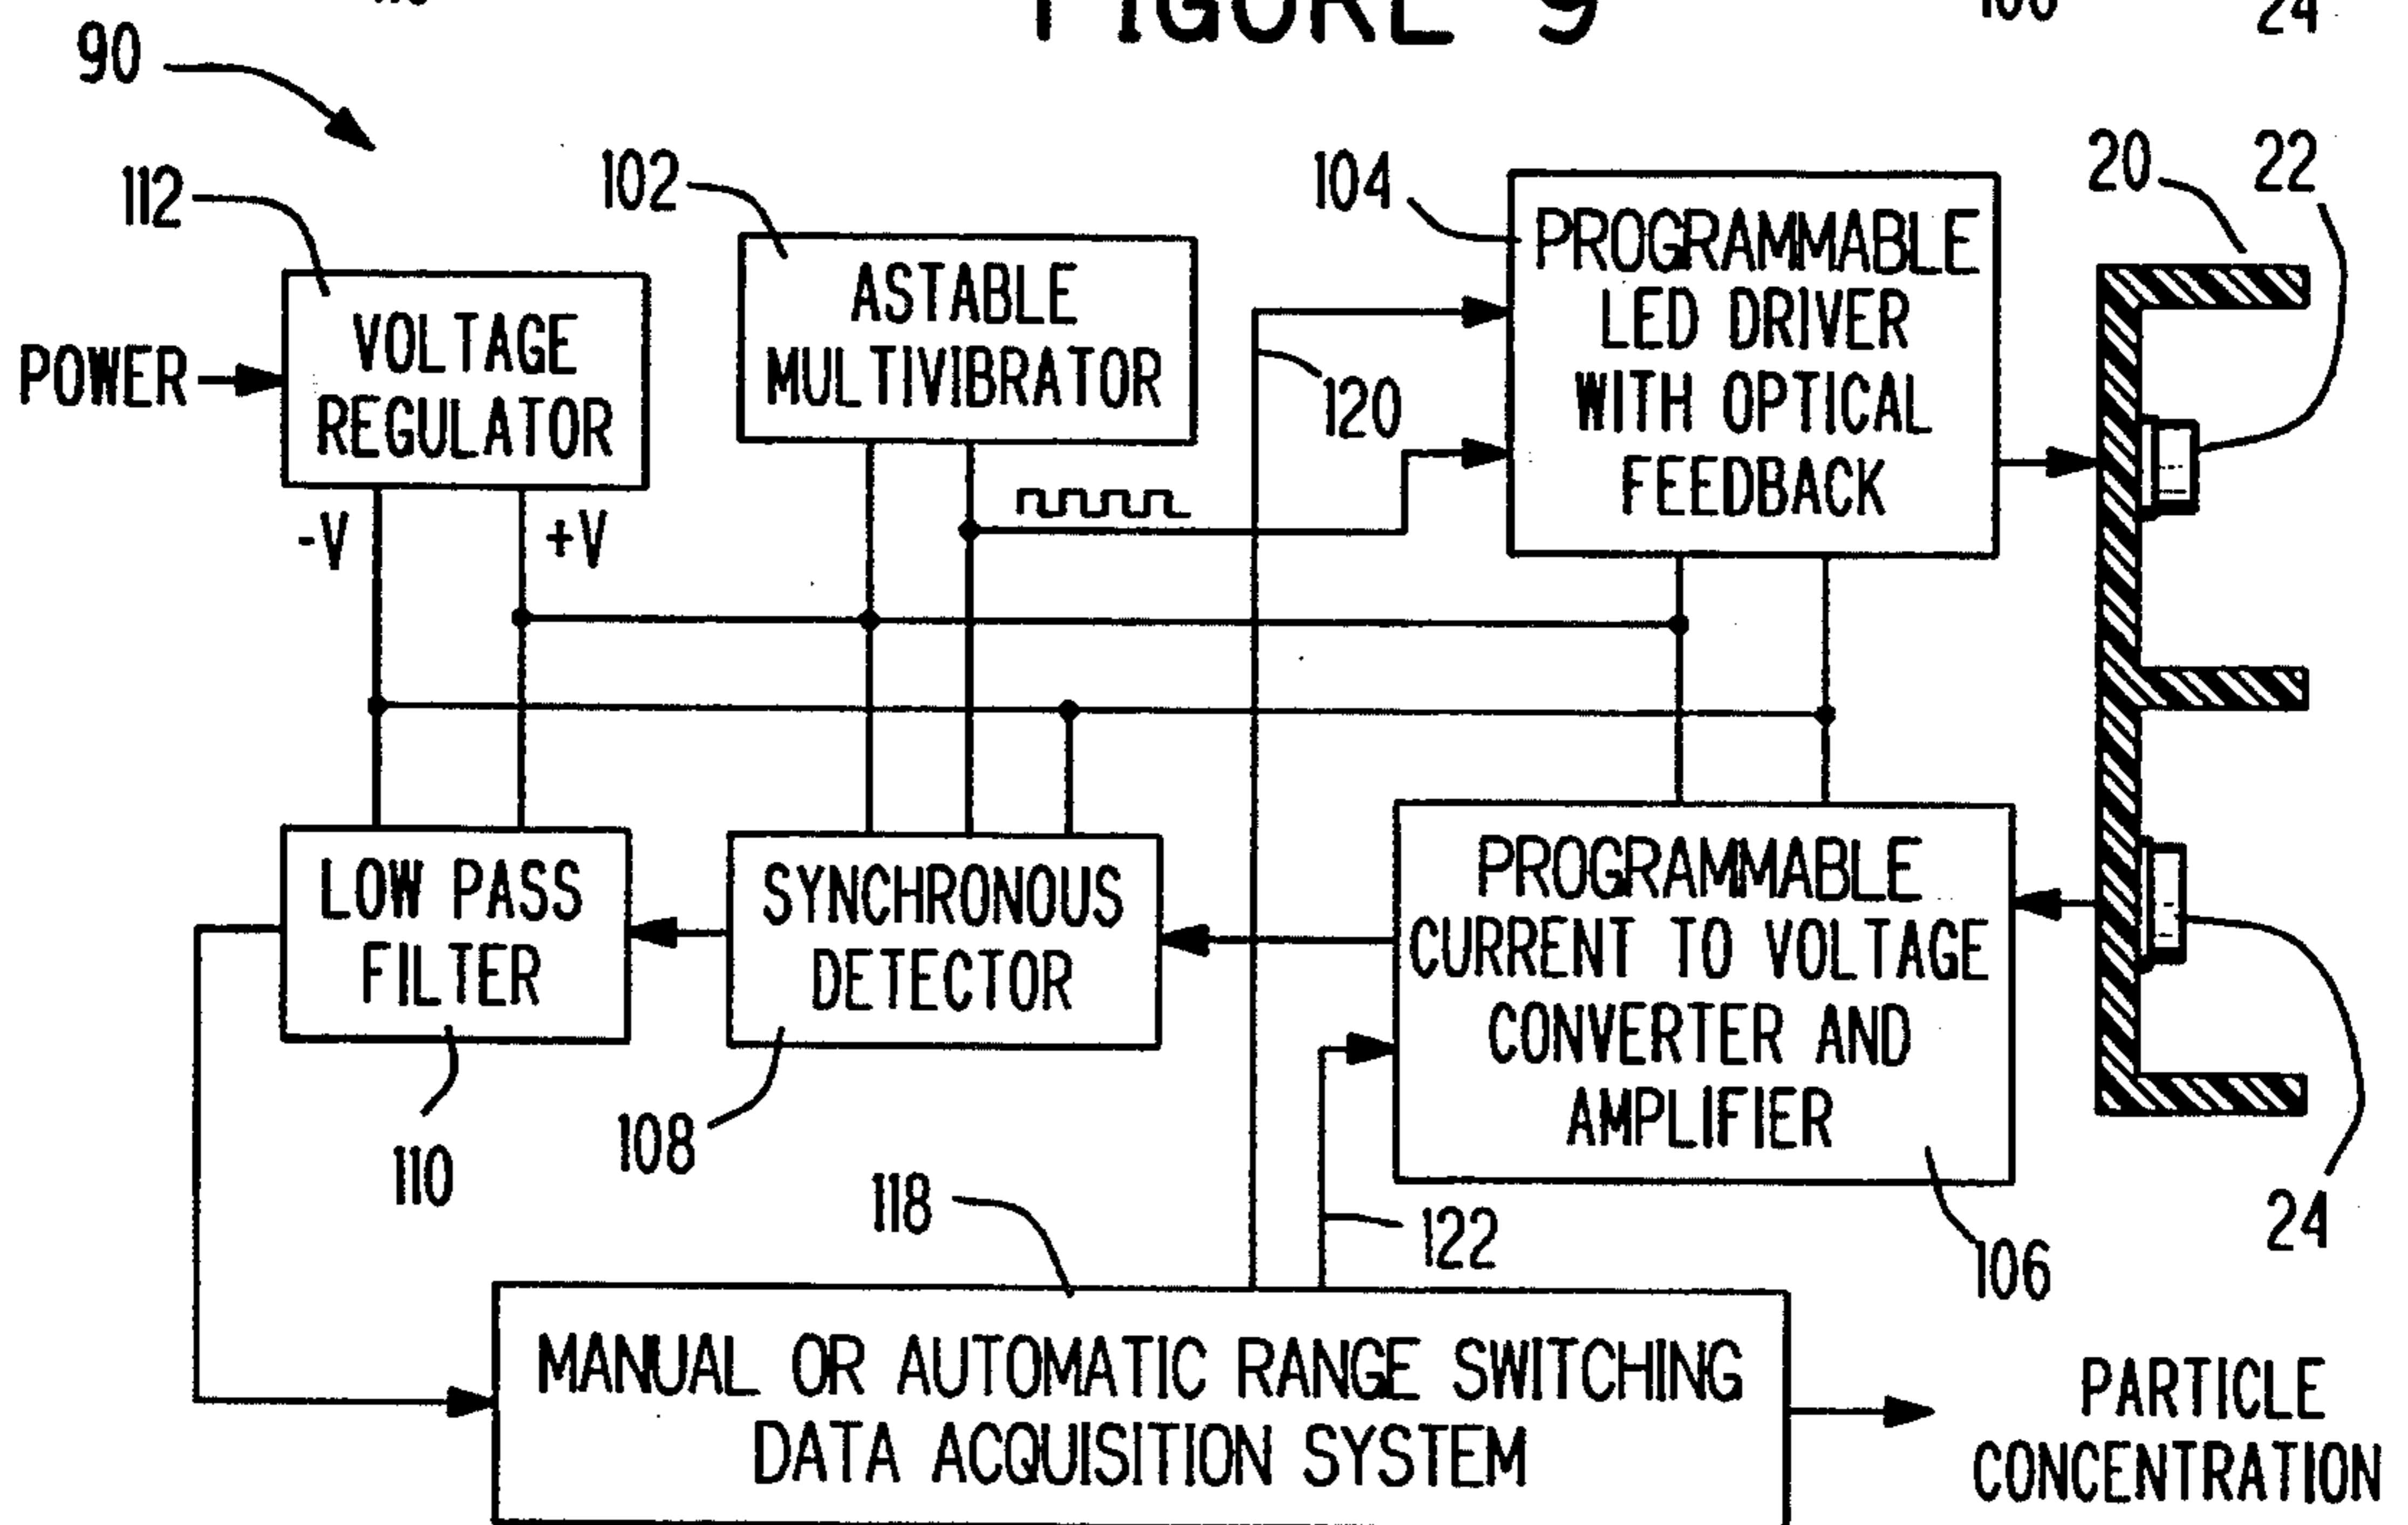 FIGURE 9
24
90
112
102
104
20
22
POWER
VOLTAGE
REGULATOR
ASTABLE
MULTIVIBRATOR
PROGRAMMABLE
LED DRIVER
WITH OPTICAL
FEEDBACK
120
-V
+V
LOW PASS
FILTER
SYNCHRONOUS
DETECTOR
PROGRAMMABLE
CURRENT TO VOLTAGE
CONVERTER AND
AMPLIFIER
110
108
118
122
106
24
MANUAL OR AUTOMATIC RANGE SWITCHING
DATA ACQUISITION SYSTEM
PARTICLE
CONCENTRATION